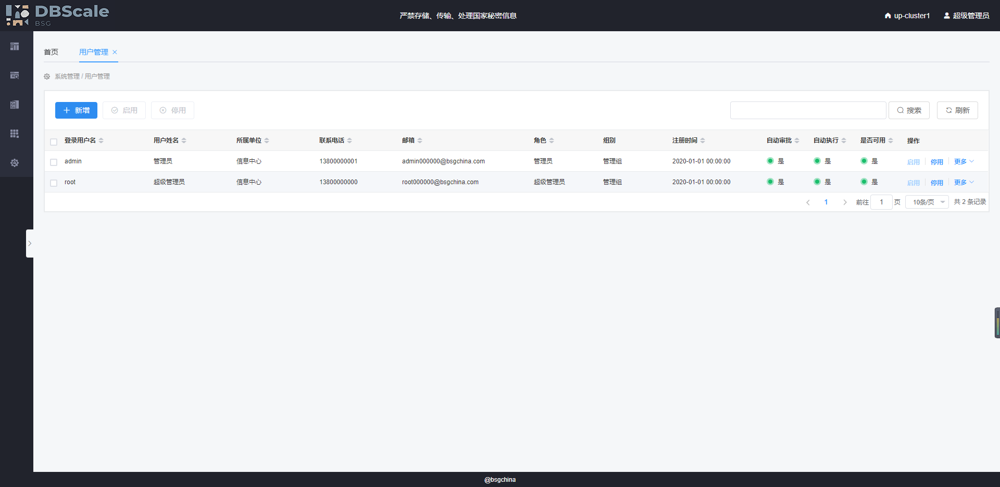 DBScale
BSG
严禁存储、传输、处理国家秘密信息
up-cluster1
超级管理员
首页
用户管理
系统管理 / 用户管理
新增
启用
停用
搜索
刷新
登录用户名 用户姓名 所属单位 联系电话 邮箱 角色 组别 注册时间 自动审批 自动执行 是否可用 操作
admin 管理员 信息中心 13800000001 admin000000@bsgchina.com 管理员 管理组 2020-01-01 00:00:00 是 是 是 启用 停用 更多
root 超级管理员 信息中心 13800000000 root000000@bsgchina.com 超级管理员 管理组 2020-01-01 00:00:00 是 是 是 启用 停用 更多
1 前往 1 页 10条/页 共 2 条记录
@bsgchina